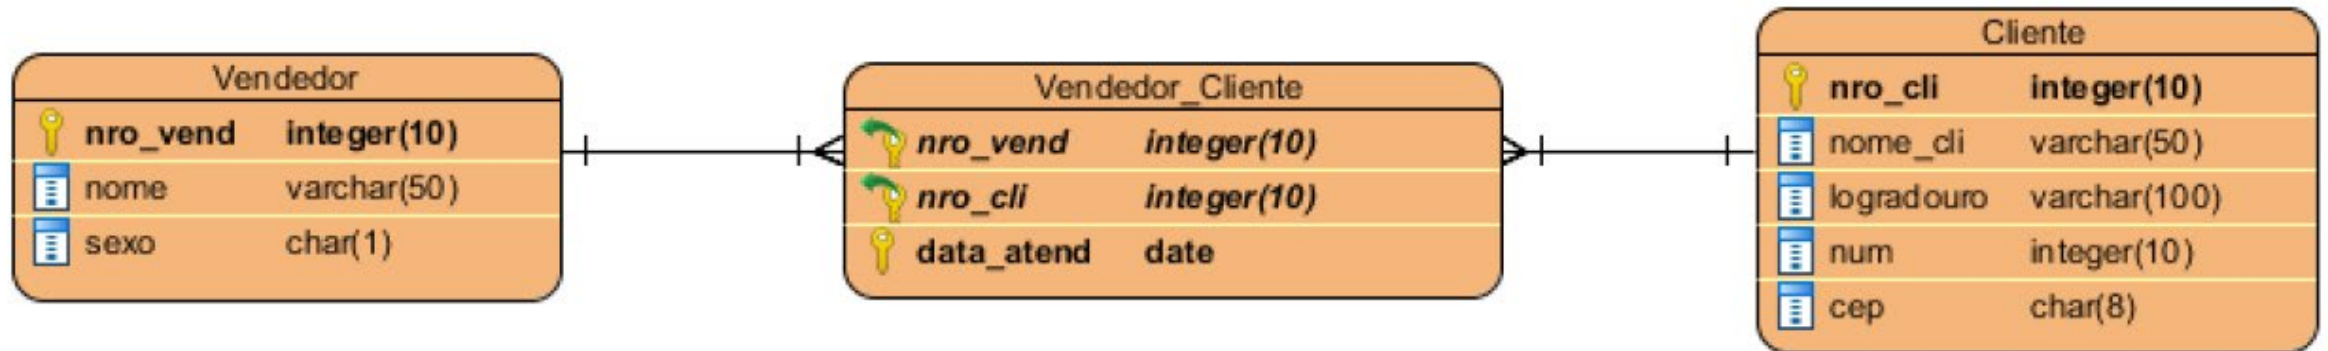 Vendedor
nro_vend integer(10)
nome varchar(50)
sexo char(1)
Vendedor_Cliente
nro_vend integer(10)
nro_cli integer(10)
data_atend date
Cliente
nro_cli integer(10)
nome_cli varchar(50)
logradouro varchar(100)
num integer(10)
cep char(8)